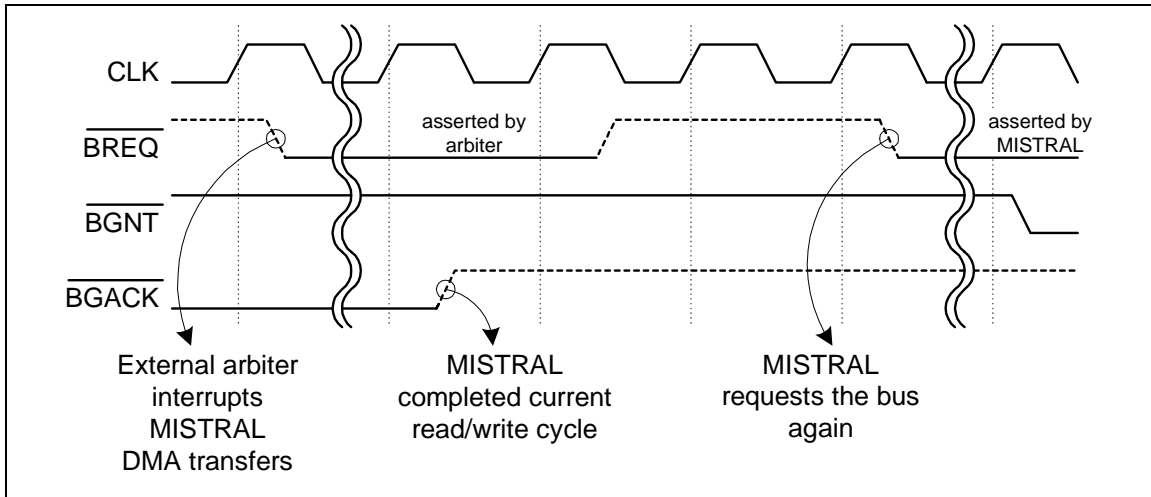 CLK
BREQ
asserted by
arbiter
asserted by
MISTRAL
BGNT
BGACK
External arbiter
interrupts
MISTRAL
DMA transfers
MISTRAL
completed current
read/write cycle
MISTRAL
requests the bus
again